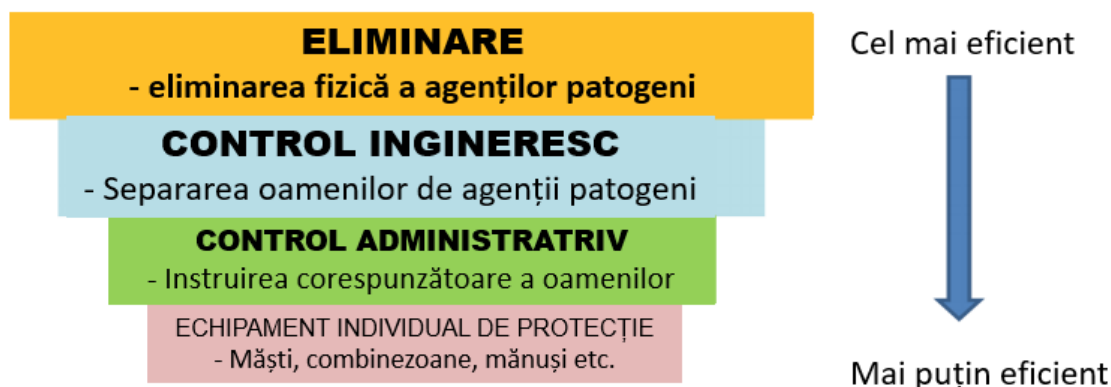 ELIMINARE
- eliminarea fizică a agenților patogeni
CONTROL INGINERESC
- Separarea oamenilor de agenții patogeni
CONTROL ADMINISTRATRIV
- Instruirea corespunzătoare a oamenilor
ECHIPAMENT INDIVIDUAL DE PROTECȚIE
- Măști, combinezoane, mănuși etc.
Cel mai eficient
Mai puțin eficient